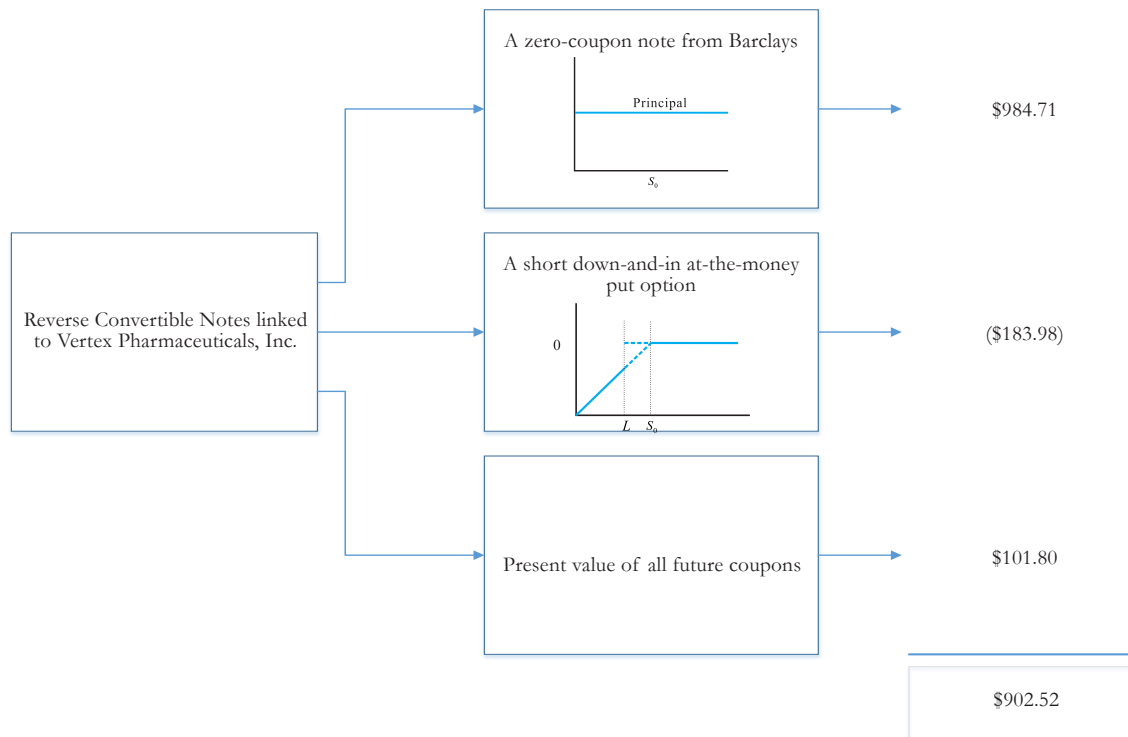 A zero-coupon note from Barclays
Principal
S₀
$984.71
Reverse Convertible Notes linked
to Vertex Pharmaceuticals, Inc.
A short down-and-in at-the-money
put option
0
L S₀
($183.98)
Present value of all future coupons
$101.80
$902.52